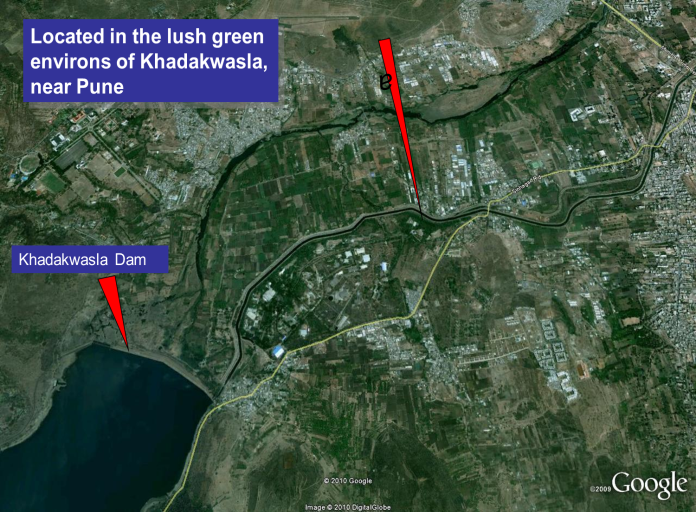 Located in the lush green
environs of Khadakwasla,
near Pune
Khadakwasla Dam
© 2010 Google
©2009 Google
Image © 2010 DigitalGlobe